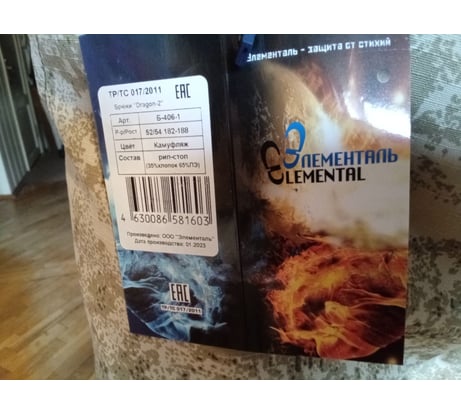 Элементаль - защита от стихий
ТР/ТС 017/2011 EAC
Брюки "Dragon-2"
Арт. Б-406-1
Р-р/Рост 52/54.182-188
Цвет Камуфляж
Состав рип-стоп
(35%хлопок 65%ПЭ)
4 630086 581603
Произведено: ООО "Элементаль"
Дата производства: 01 2023
Элементаль
Elemental
EAC
ТР/ТС 017/2011